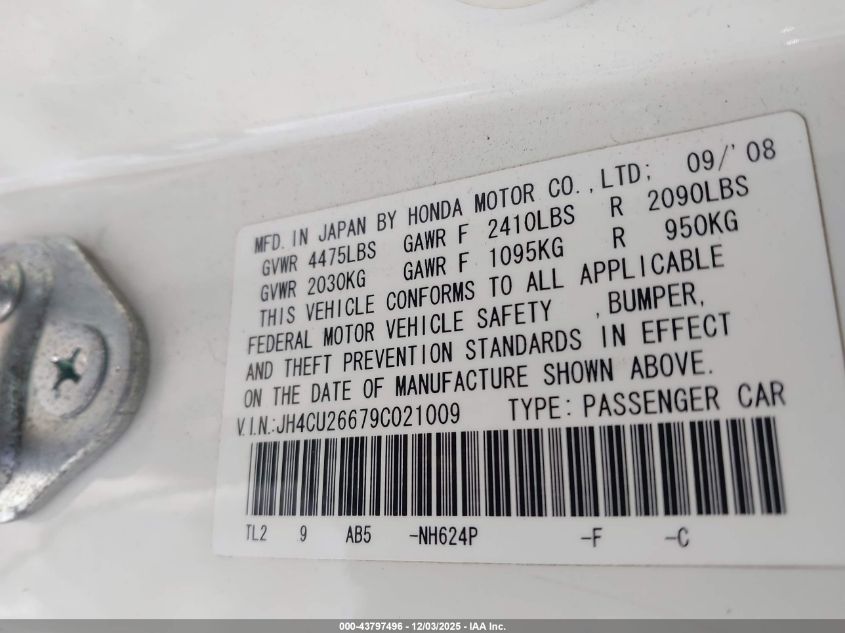 MFD. IN JAPAN BY HONDA MOTOR CO.,LTD; 09/'08
GVWR 4475LBS GAWR F 2410LBS R 2090LBS
GVWR 2030KG GAWR F 1095KG R 950KG
THIS VEHICLE CONFORMS TO ALL APPLICABLE
FEDERAL MOTOR VEHICLE SAFETY , BUMPER,
AND THEFT PREVENTION STANDARDS IN EFFECT
ON THE DATE OF MANUFACTURE SHOWN ABOVE.
V.I.N.:JH4CU26679C021009 TYPE: PASSENGER CAR
TL2 9 AB5 -NH624P -F -C
000-43797496 - 12/03/2025 - IAA Inc.